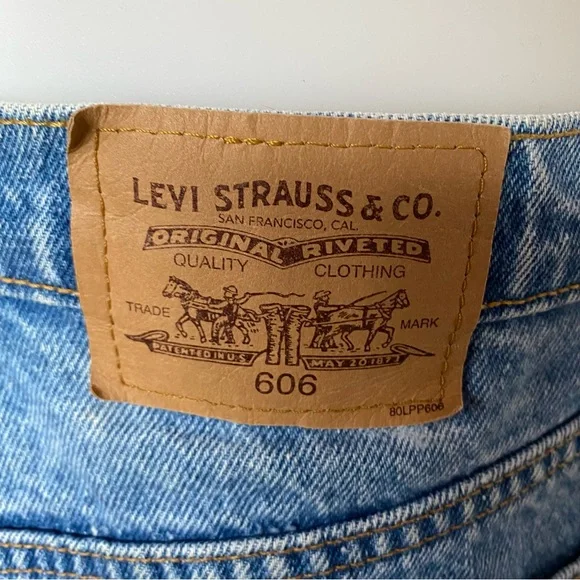 LEVI STRAUSS & CO.
SAN FRANCISCO, CAL.
ORIGINAL RIVETED
QUALITY CLOTHING
TRADE MARK
PATENTED IN U.S. MAY 20 1873
606
80LPP606